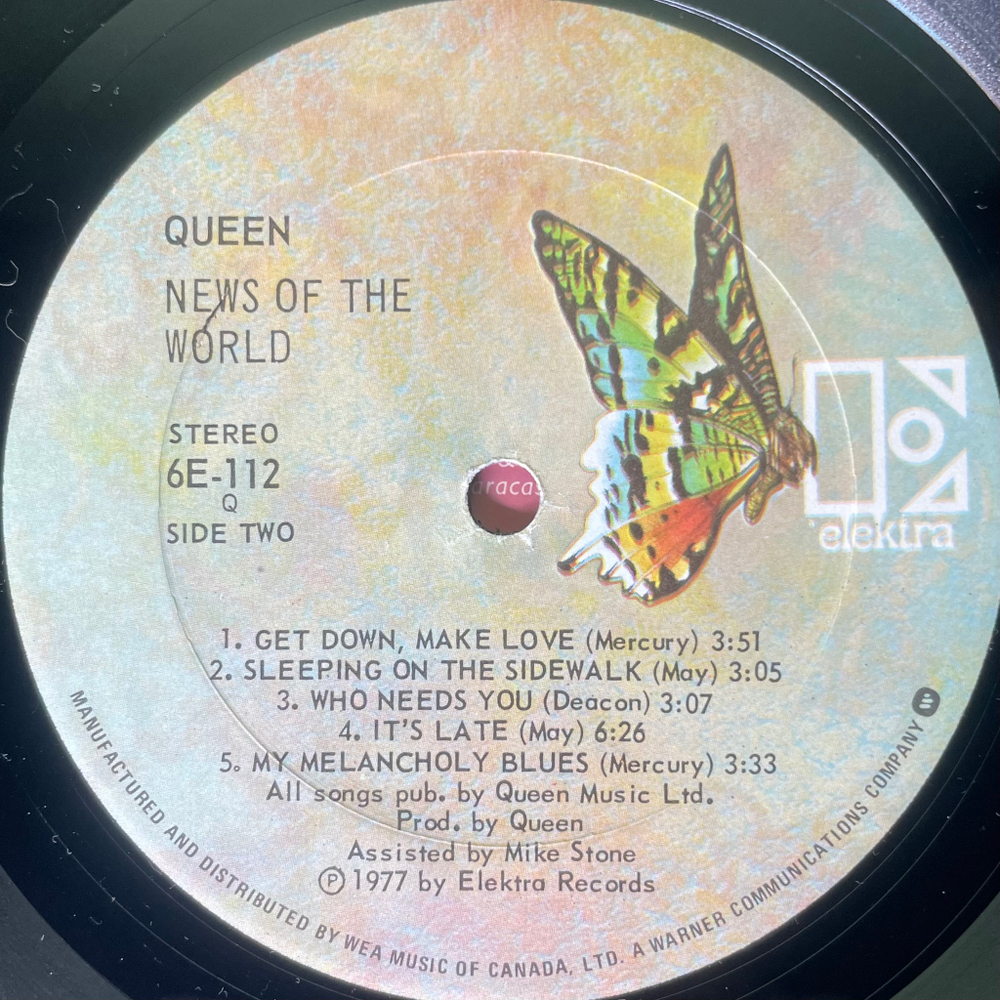 QUEEN
NEWS OF THE
WORLD
STEREO
6E-112
Q
SIDE TWO
aracas
elektra
1. GET DOWN, MAKE LOVE (Mercury) 3:51
2. SLEEPING ON THE SIDEWALK (May) 3:05
3. WHO NEEDS YOU (Deacon) 3:07
4. IT'S LATE (May) 6:26
5. MY MELANCHOLY BLUES (Mercury) 3:33
All songs pub. by Queen Music Ltd.
Prod. by Queen
Assisted by Mike Stone
Ⓟ 1977 by Elektra Records
MANUFACTURED AND DISTRIBUTED BY WEA MUSIC OF CANADA, LTD. A WARNER COMMUNICATIONS COMPANY